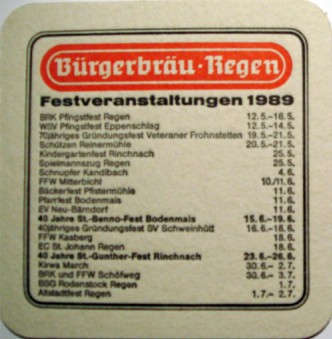 Bürgerbräu·Regen
Festveranstaltungen 1989
BRK Pfingstfest Regen 12.5.-16.5.
WSV Pfingstfest Eppenschlag 12.5.-14.5.
70jähriges Gründungsfest Veteraner Frohnstetten 19.5.-21.5.
Schützen Reinermühle 20.5.-21.5.
Kindergartenfest Rinchnach 25.5.
Spielmannszug Regen 25.5.
Schnupfer Kandlbach 4.6.
FFW Mitterbichl 10./11.6.
Bäckerfest Pfistermühle 11.6.
Pfarrfest Bodenmais 11.6.
EV Neu-Bärndorf 11.6.
40 Jahre St.-Benno-Fest Bodenmais 15.6.-19.6.
40jähriges Gründungsfest SV Schweinhütt 16.6.-18.6.
FFW Kasberg 18.6.
EC St. Johann Regen 18.6.
40 Jahre St.-Gunther-Fest Rinchnach 23.6.-26.6.
Kirwa March 30.6.- 2.7.
BRK und FFW Schöfweg 30.6.- 3.7.
BSG Rodenstock Regen 1.7.
Altstadtfest Regen 1.7.- 2.7.